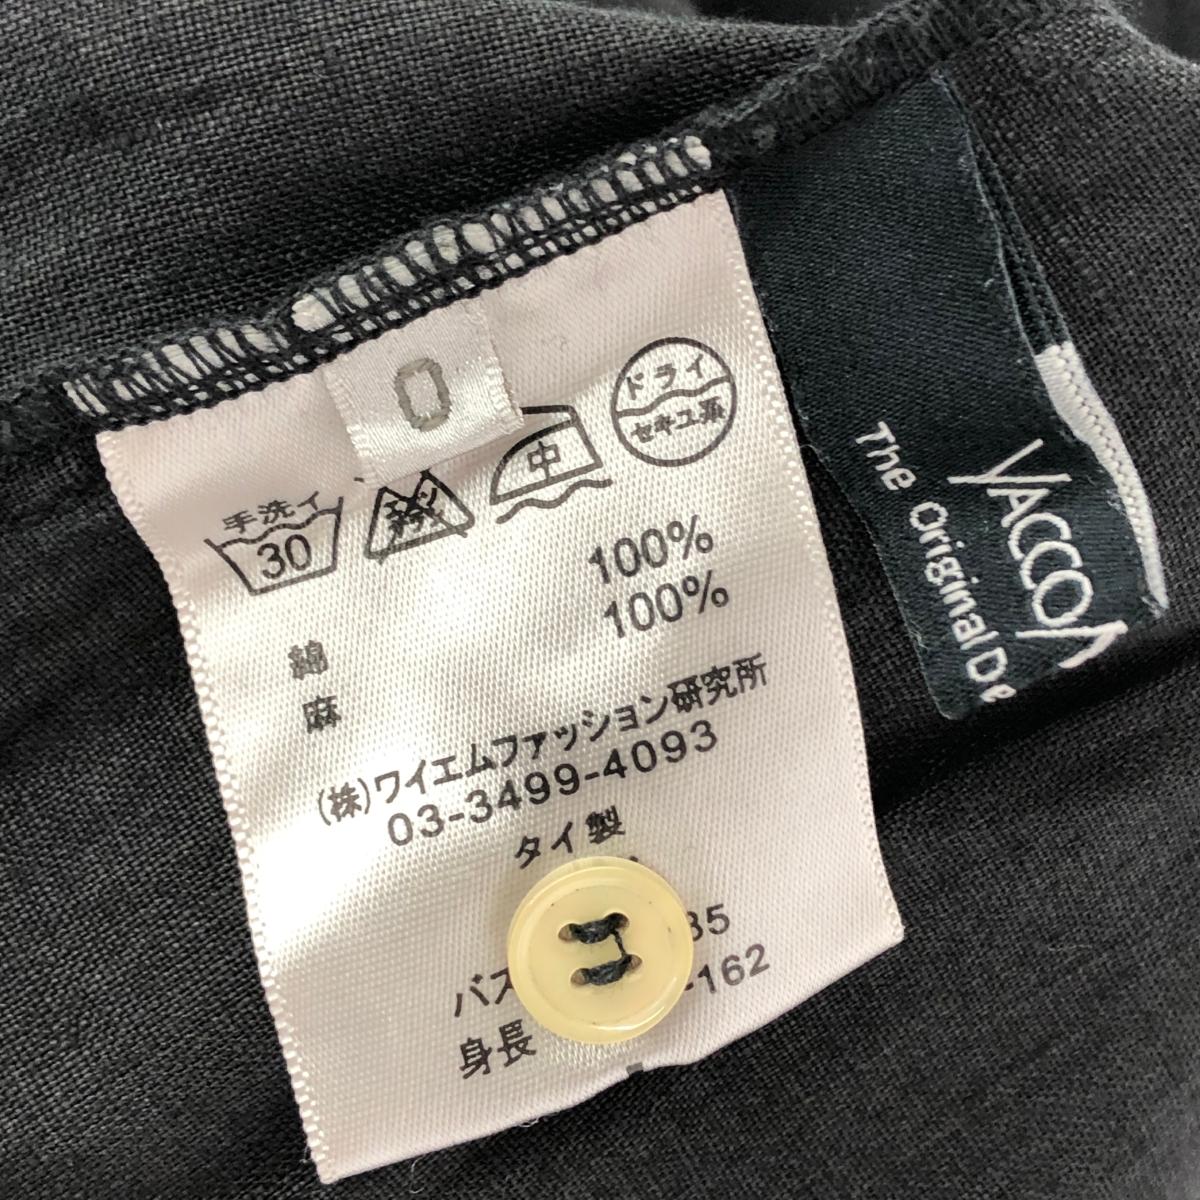 0
手洗イ
30
中
ドライ
セキユ系
100%
100%
綿
麻
(株)ワイエムファッション研究所
03-3499-4093
タイ製
バス 85
身長 -162
YACCO
The Original De